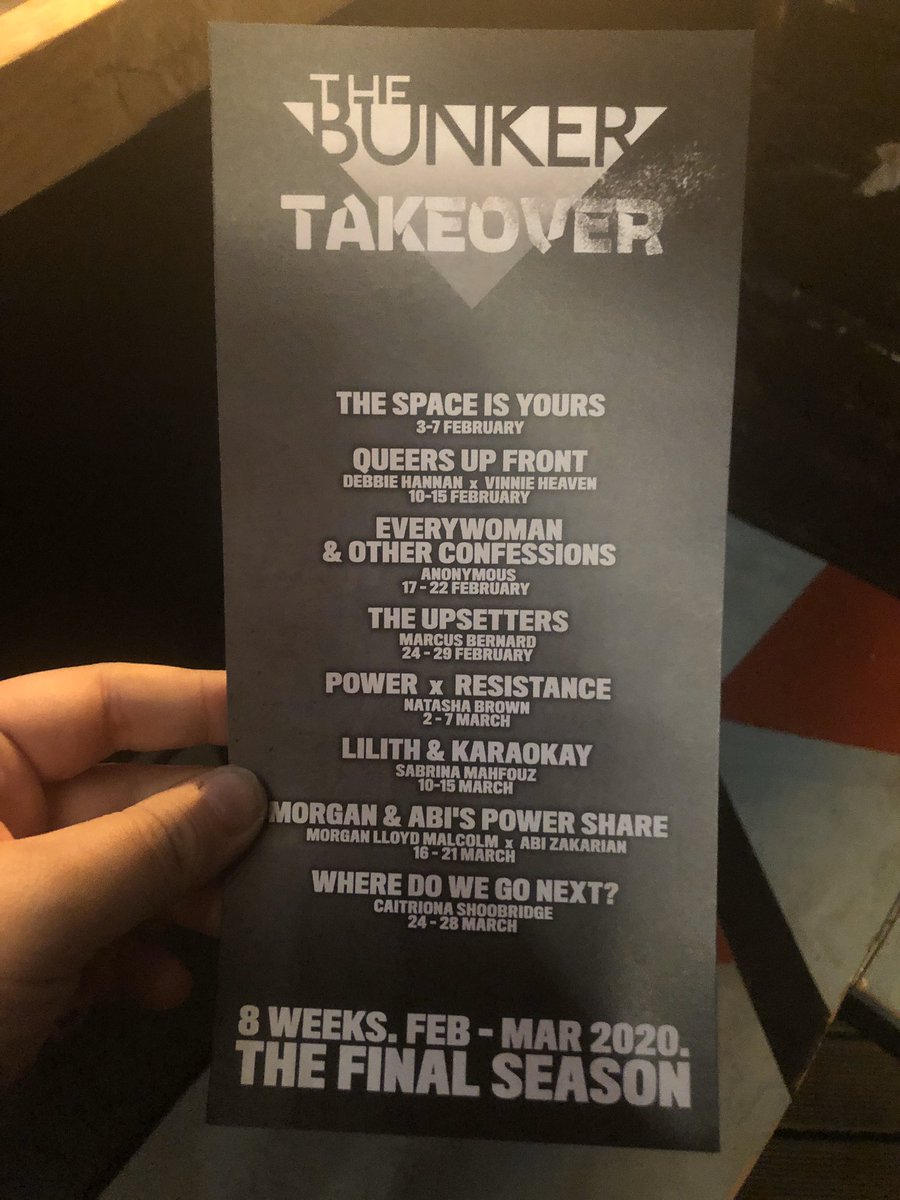 THE
BUNKER
TAKEOVER
THE SPACE IS YOURS
3-7 FEBRUARY
QUEERS UP FRONT
DEBBIE HANNAN x VINNIE HEAVEN
10-15 FEBRUARY
EVERYWOMAN
& OTHER CONFESSIONS
ANONYMOUS
17 - 22 FEBRUARY
THE UPSETTERS
MARCUS BERNARD
24 - 29 FEBRUARY
POWER x RESISTANCE
NATASHA BROWN
2 - 7 MARCH
LILITH & KARAOKAY
SABRINA MAHFOUZ
10-15 MARCH
MORGAN & ABI'S POWER SHARE
MORGAN LLOYD MALCOLM x ABI ZAKARIAN
16 - 21 MARCH
WHERE DO WE GO NEXT?
CAITRIONA SHOOBRIDGE
24 - 28 MARCH
8 WEEKS. FEB - MAR 2020.
THE FINAL SEASON